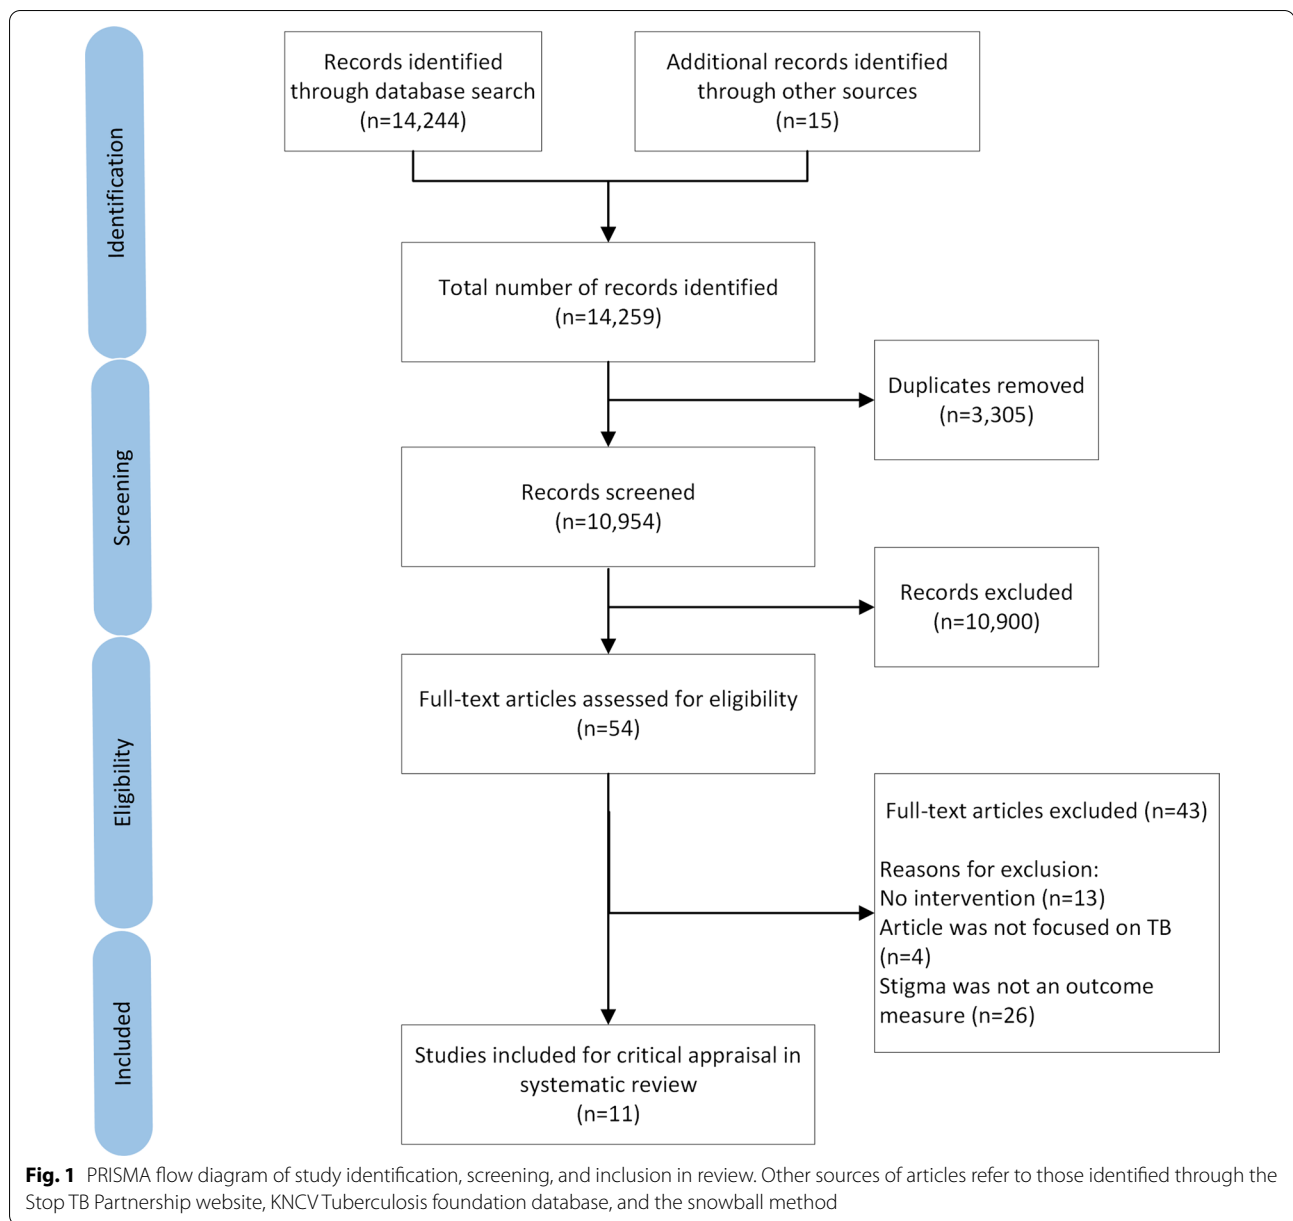 Identification
Records identified
through database search
(n=14,244)
Additional records identified
through other sources
(n=15)
Total number of records identified
(n=14,259)
Duplicates removed
(n=3,305)
Screening
Records screened
(n=10,954)
Records excluded
(n=10,900)
Eligibility
Full-text articles assessed for eligibility
(n=54)
Full-text articles excluded (n=43)
Reasons for exclusion:
No intervention (n=13)
Article was not focused on TB
(n=4)
Stigma was not an outcome
measure (n=26)
Included
Studies included for critical appraisal in
systematic review
(n=11)
Fig. 1 PRISMA flow diagram of study identification, screening, and inclusion in review. Other sources of articles refer to those identified through the
Stop TB Partnership website, KNCV Tuberculosis foundation database, and the snowball method